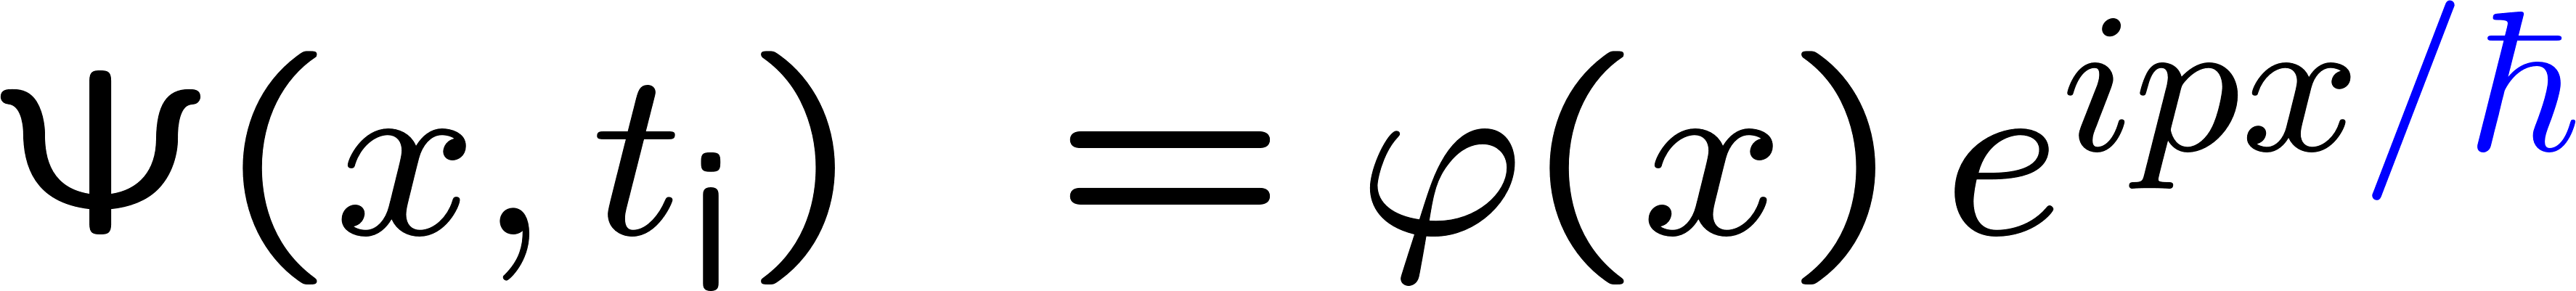 ψ(x, tᵢ) = φ(x) e^{ipx/ħ}